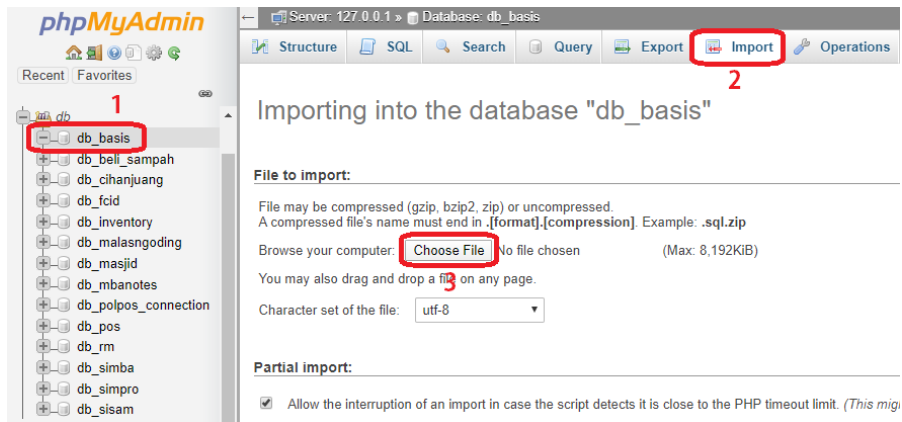 phpMyAdmin
Recent Favorites
1
db
db_basis
db_beli_sampah
db_cihanjuang
db_fcid
db_inventory
db_malasngoding
db_masjid
db_mbanotes
db_polpos_connection
db_pos
db_rm
db_simba
db_simpro
db_sisam
Server: 127.0.0.1 » Database: db_basis
Structure SQL Search Query Export Import Operations
2
Importing into the database "db_basis"
File to import:
File may be compressed (gzip, bzip2, zip) or uncompressed.
A compressed file's name must end in .[format].[compression]. Example: .sql.zip
Browse your computer: Choose File No file chosen (Max: 8,192KiB)
You may also drag and drop a file on any page.
3
Character set of the file: utf-8
Partial import:
Allow the interruption of an import in case the script detects it is close to the PHP timeout limit. (This mig